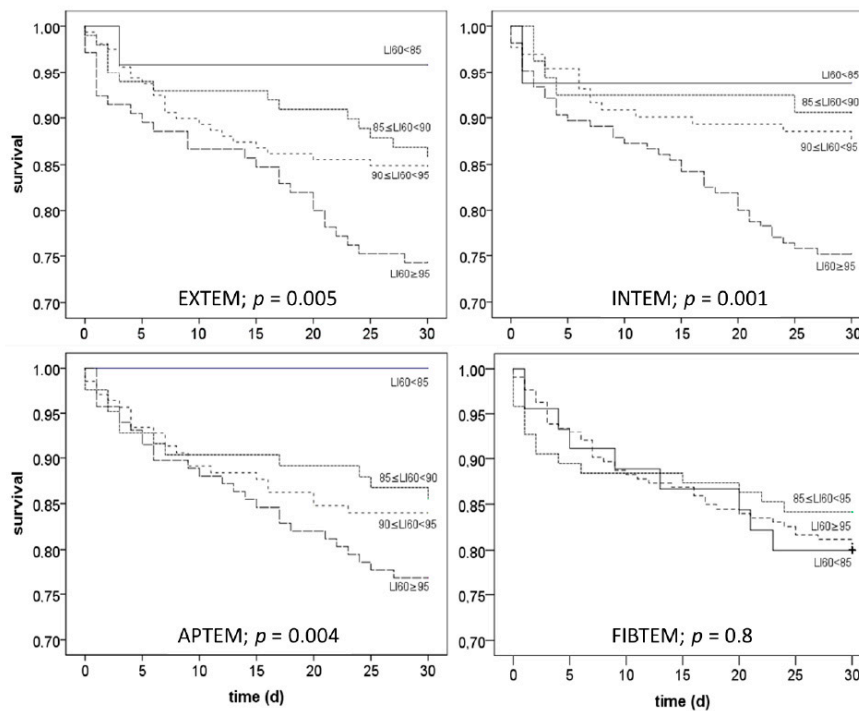 1.00
0.95
0.90
0.85
0.80
0.75
0.70
survival
LI60<85
85≤LI60<90
90≤LI60<95
LI60≥95
EXTEM; p = 0.005
0 5 10 15 20 25 30
1.00
0.95
0.90
0.85
0.80
0.75
0.70
LI60<85
85≤LI60<90
90≤LI60<95
LI60≥95
INTEM; p = 0.001
0 5 10 15 20 25 30
1.00
0.95
0.90
0.85
0.80
0.75
0.70
survival
LI60<85
85≤LI60<90
90≤LI60<95
LI60≥95
APTEM; p = 0.004
0 5 10 15 20 25 30
time (d)
1.00
0.95
0.90
0.85
0.80
0.75
0.70
85≤LI60<95
LI60≥95
LI60<85
FIBTEM; p = 0.8
0 5 10 15 20 25 30
time (d)